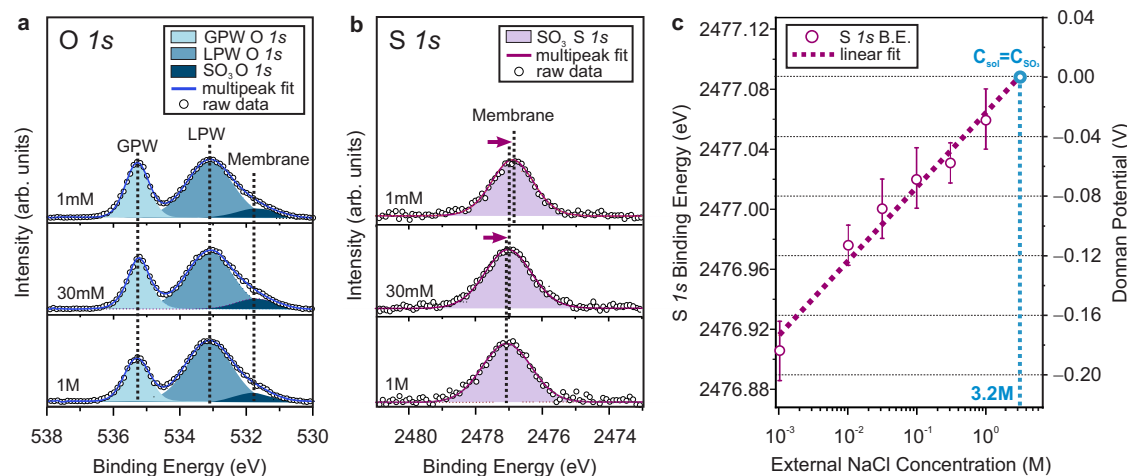 a
O 1s
GPW O 1s
LPW O 1s
SO₃ O 1s
multipeak fit
raw data
GPW
LPW
Membrane
1mM
30mM
1M
Intensity (arb. units)
538
536
534
532
530
Binding Energy (eV)
b
S 1s
SO₃ S 1s
multipeak fit
raw data
Membrane
1mM
30mM
1M
Intensity (arb. units)
2480
2478
2476
2474
Binding Energy (eV)
c
S 1s B.E.
linear fit
C_sol=C_SO₃
2477.12
2477.08
2477.04
2477.00
2476.96
2476.92
2476.88
S 1s Binding Energy (eV)
0.04
0.00
−0.04
−0.08
−0.12
−0.16
−0.20
Donnan Potential (V)
3.2M
10⁻³
10⁻²
10⁻¹
10⁰
External NaCl Concentration (M)